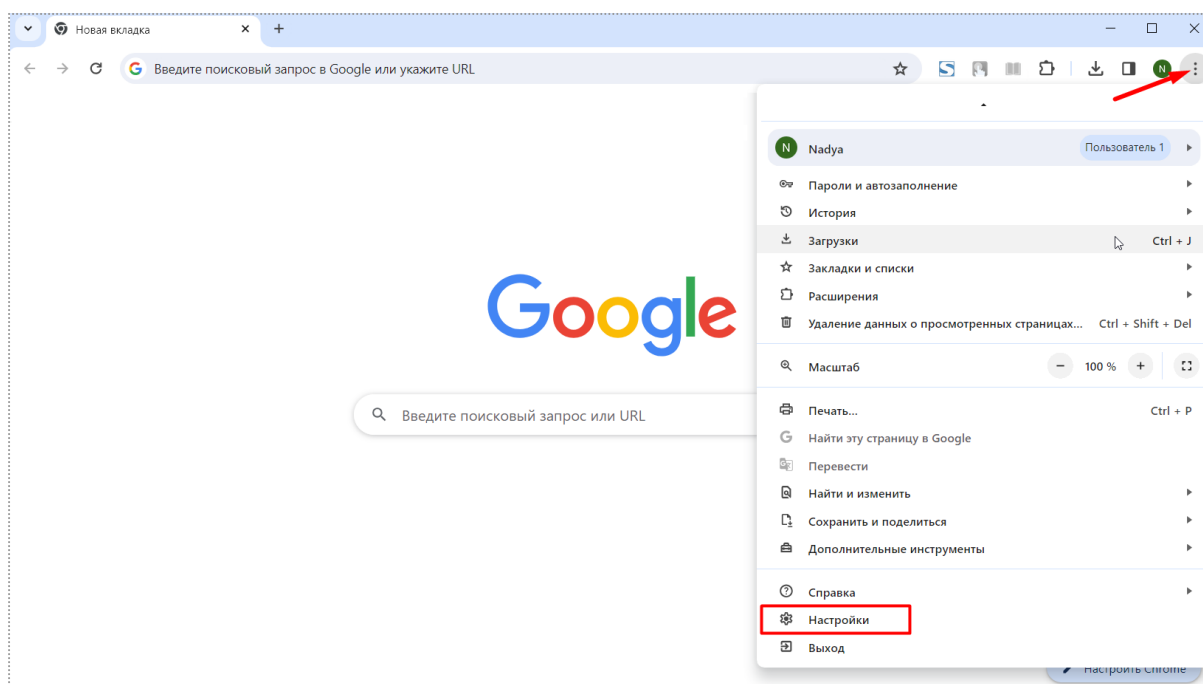 Новая вкладка
Введите поисковый запрос в Google или укажите URL
N
N Nadya Пользователь 1
Пароли и автозаполнение
История
Загрузки Ctrl + J
Закладки и списки
Расширения
Удаление данных о просмотренных страницах... Ctrl + Shift + Del
Масштаб − 100 % +
Печать... Ctrl + P
Найти эту страницу в Google
Перевести
Найти и изменить
Сохранить и поделиться
Дополнительные инструменты
Справка
Настройки
Выход
Google
Введите поисковый запрос или URL
Настроить Chrome